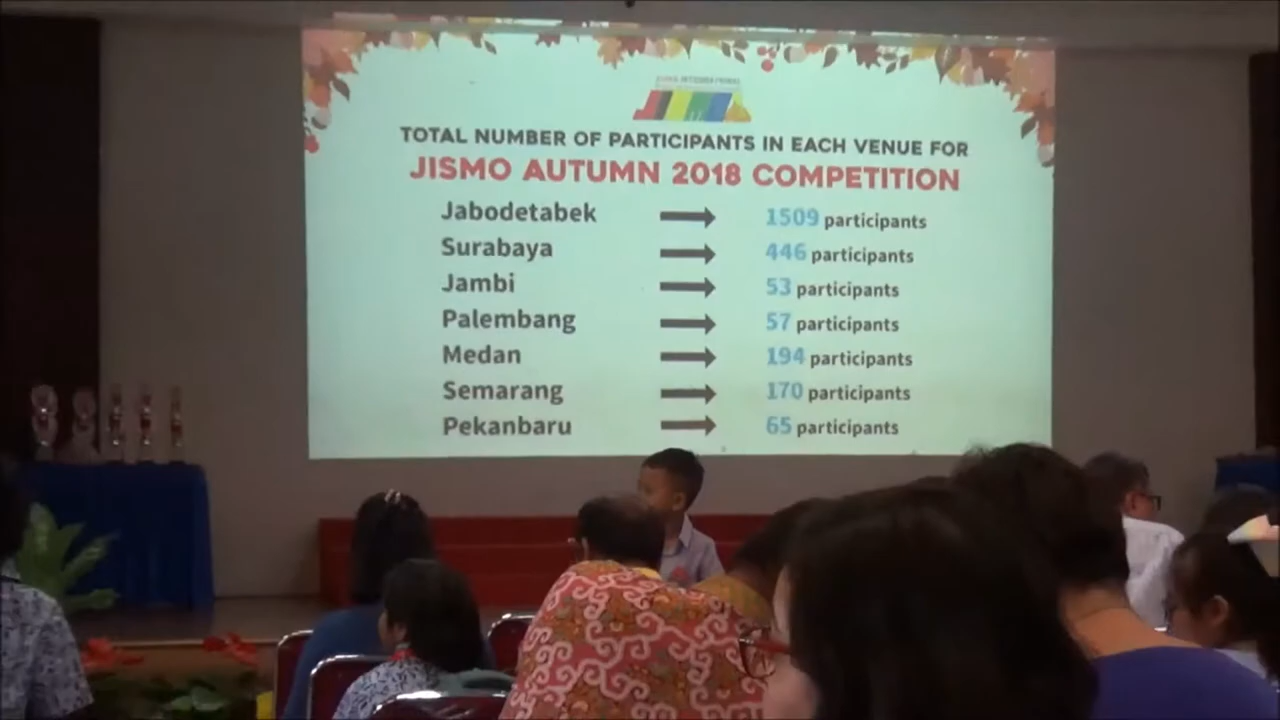 TOTAL NUMBER OF PARTICIPANTS IN EACH VENUE FOR
JISMO AUTUMN 2018 COMPETITION
Jabodetabek 1509 participants
Surabaya 446 participants
Jambi 53 participants
Palembang 57 participants
Medan 194 participants
Semarang 170 participants
Pekanbaru 65 participants